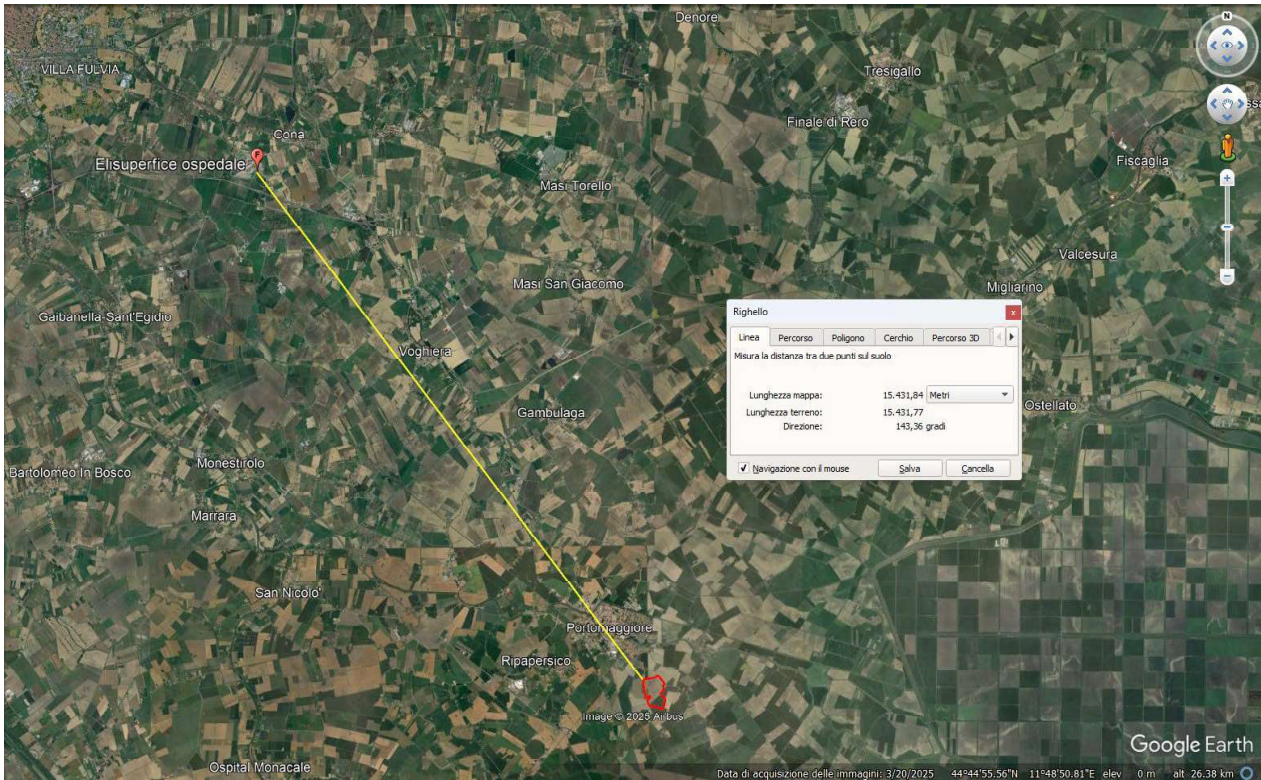 Denore
N
VILLA FULVIA
Tresigallo
Finale di Rero
Cona
F
Elisuperfice ospedale
Fiscaglia
Masi Torello
Valcesura
Masi San Giacomo
Migliarino
Gaibanella-Sant'Egidio
Righello
x
Linea
Percorso
Poligono
Cerchio
Percorso 3D
Misura la distanza tra due punti sul suolo
Voghiera
Lunghezza mappa: 15.431,84 Metri
Lunghezza terreno: 15.431,77
Direzione: 143,36 gradi
Ostellato
Gambulaga
Navigazione con il mouse
Salva
Cancella
Monestirolo
Bartolomeo In Bosco
Marrara
San Nicolo'
Portomaggiore
Ripapersico
Image © 2025 Airbus
Google Earth
Ospital Monacale
Data di acquisizione delle immagini: 3/20/2025 44°44'55.56"N 11°48'50.81"E elev 0 m alt 26.38 km